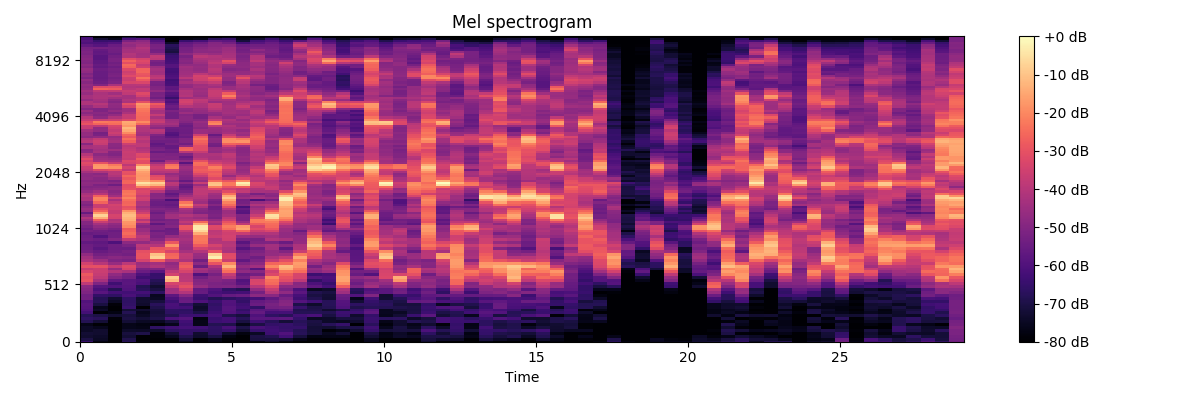 Mel spectrogram
8192
4096
2048
1024
512
0
Hz
0 5 10 15 20 25
Time
+0 dB
-10 dB
-20 dB
-30 dB
-40 dB
-50 dB
-60 dB
-70 dB
-80 dB